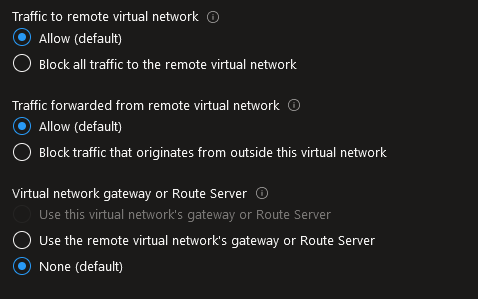 Traffic to remote virtual network
Allow (default)
Block all traffic to the remote virtual network
Traffic forwarded from remote virtual network
Allow (default)
Block traffic that originates from outside this virtual network
Virtual network gateway or Route Server
Use this virtual network's gateway or Route Server
Use the remote virtual network's gateway or Route Server
None (default)